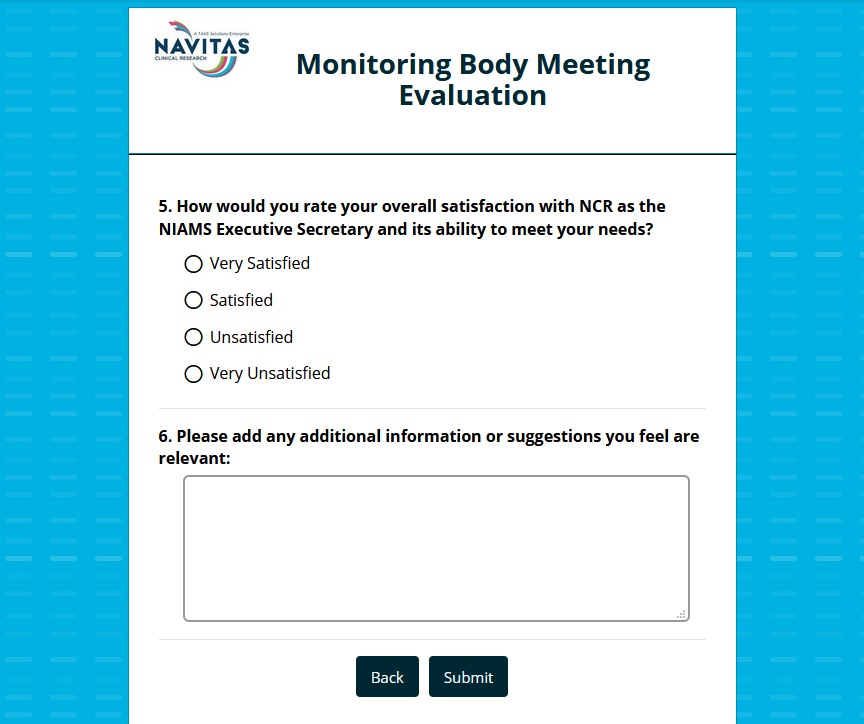 A TAKE Solutions Enterprise
NAVITAS
CLINICAL RESEARCH
Monitoring Body Meeting
Evaluation
5. How would you rate your overall satisfaction with NCR as the
NIAMS Executive Secretary and its ability to meet your needs?
Very Satisfied
Satisfied
Unsatisfied
Very Unsatisfied
6. Please add any additional information or suggestions you feel are
relevant:
Back
Submit